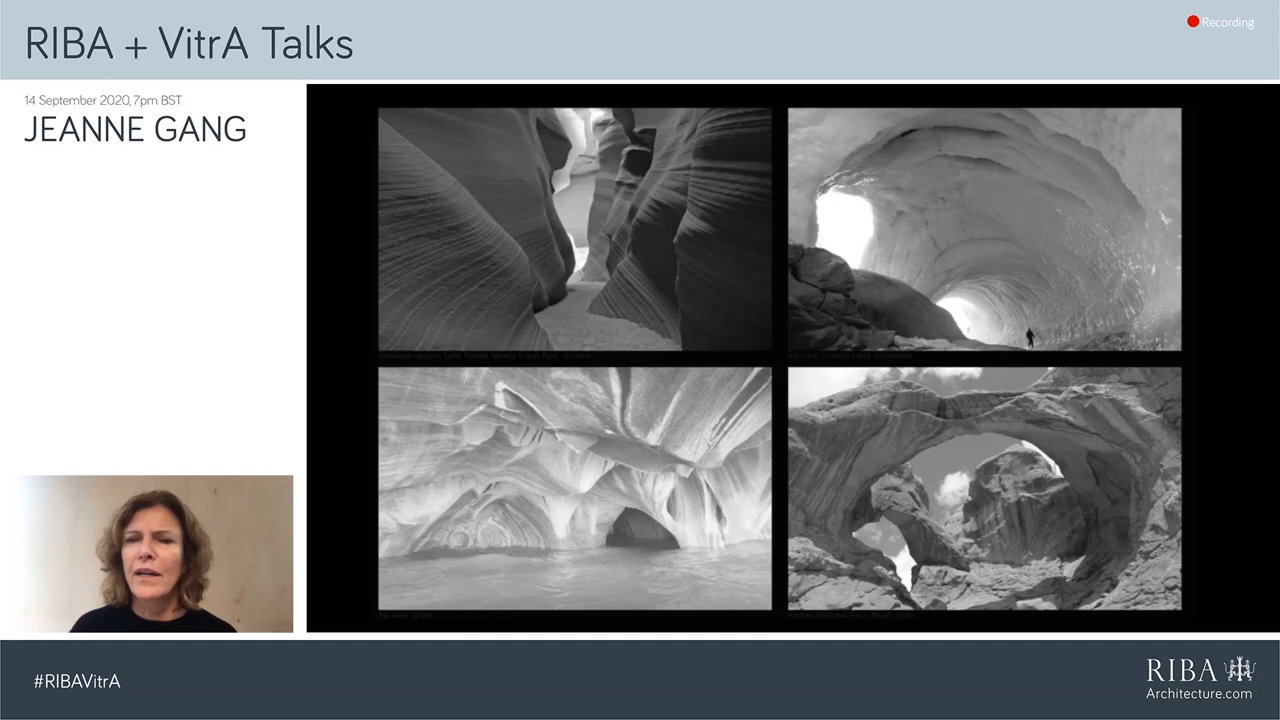 RIBA + VitrA Talks
Recording
14 September 2020, 7pm BST
JEANNE GANG
#RIBAVitrA
RIBA
Architecture.com